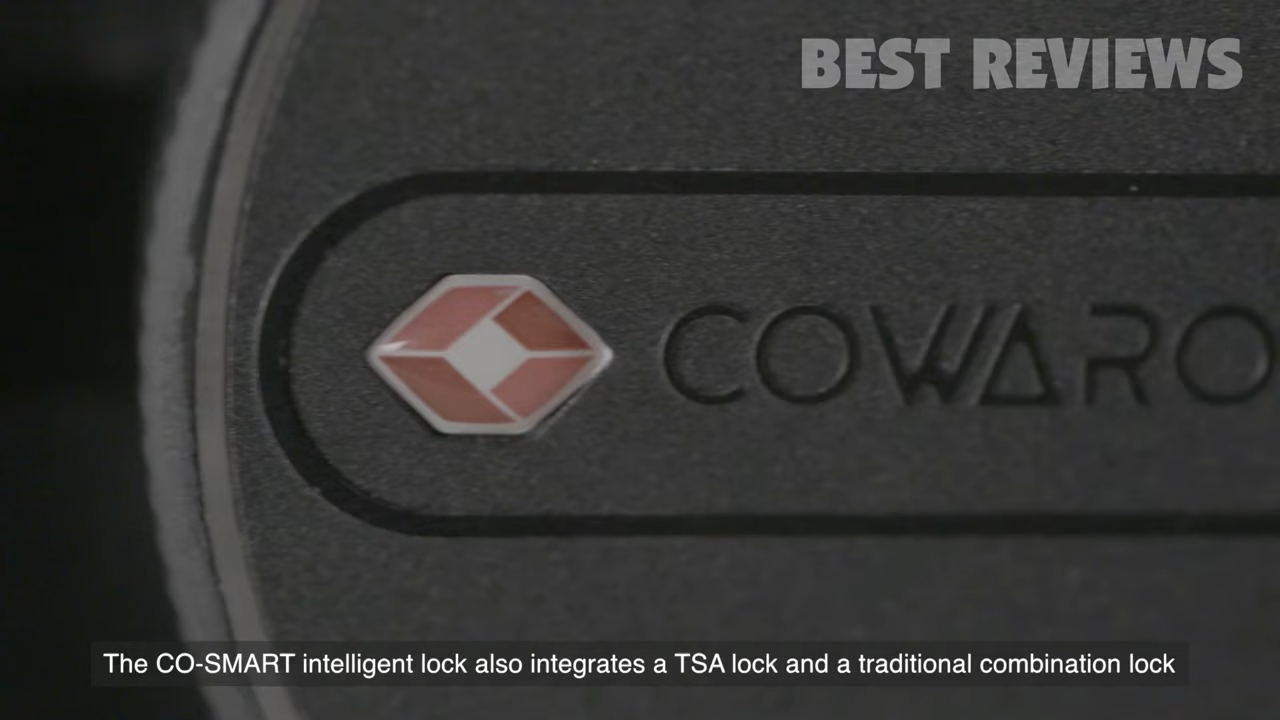 BEST REVIEWS
COWARO
The CO-SMART intelligent lock also integrates a TSA lock and a traditional combination lock